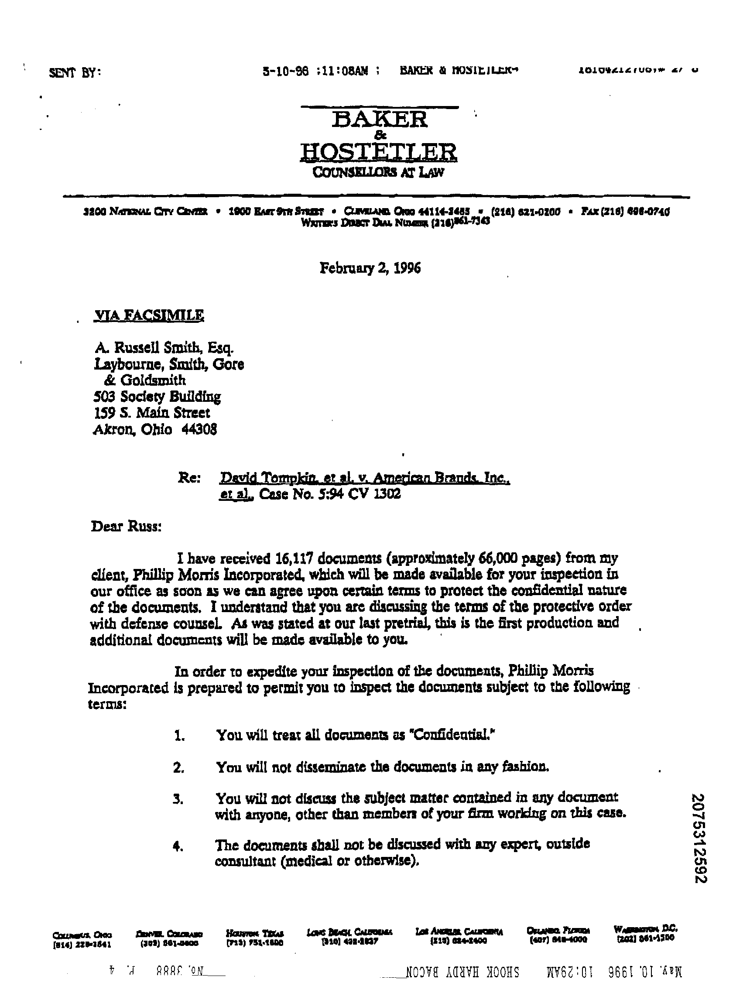 SENT BY:
5-10-96 ;11:08AM ; BAKER & HOSTETLER→
BAKER
&
HOSTETLER
COUNSELLORS AT LAW
3200 NATIONAL CITY CENTER • 1900 EAST 9TH STREET • CLEVELAND, OHIO 44114-3485 • (216) 621-0200 • FAX (216) 696-0740
WRITER'S DIRECT DIAL NUMBER (216) 861-7343
February 2, 1996
VIA FACSIMILE
A. Russell Smith, Esq.
Laybourne, Smith, Gore
& Goldsmith
503 Society Building
159 S. Main Street
Akron, Ohio 44308
Re: David Tompkin, et al. v. American Brands, Inc.,
et al., Case No. 5:94 CV 1302
Dear Russ:
I have received 16,117 documents (approximately 66,000 pages) from my
client, Phillip Morris Incorporated, which will be made available for your inspection in
our office as soon as we can agree upon certain terms to protect the confidential nature
of the documents. I understand that you are discussing the terms of the protective order
with defense counsel. As was stated at our last pretrial, this is the first production and
additional documents will be made available to you.
In order to expedite your inspection of the documents, Phillip Morris
Incorporated is prepared to permit you to inspect the documents subject to the following
terms:
1. You will treat all documents as "Confidential."
2. You will not disseminate the documents in any fashion.
3. You will not discuss the subject matter contained in any document
with anyone, other than members of your firm working on this case.
4. The documents shall not be discussed with any expert, outside
consultant (medical or otherwise).
2075312592
COLUMBUS, OHIO DENVER, COLORADO HOUSTON, TEXAS LONG BEACH, CALIFORNIA LOS ANGELES, CALIFORNIA ORLANDO, FLORIDA WASHINGTON, D.C.
(614) 228-1541 (303) 861-0600 (713) 751-1600 (310) 432-2827 (213) 624-2400 (407) 649-4000 (202) 861-1500
May. 10. 1996 10:29AM SHOOK HARDY BACON No. 3888 P. 4